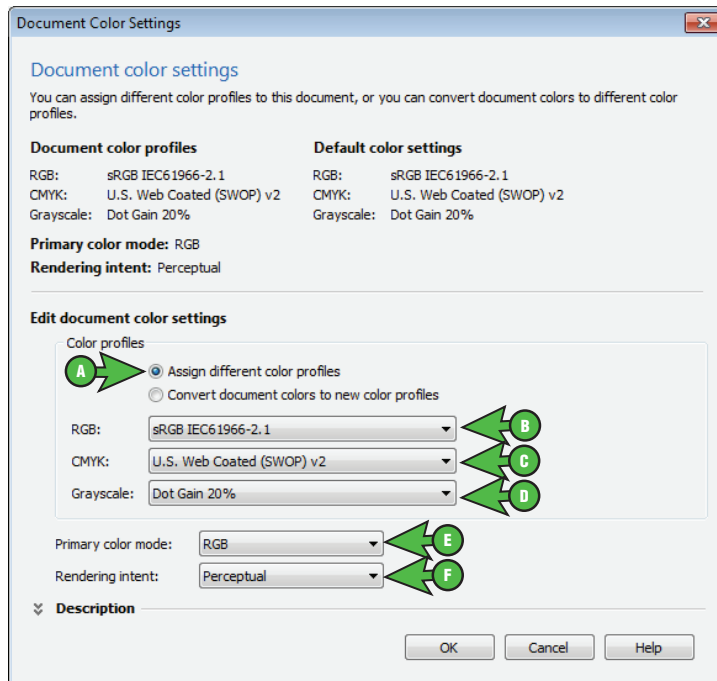 Document Color Settings
Document color settings
You can assign different color profiles to this document, or you can convert document colors to different color
profiles.
Document color profiles
RGB: sRGB IEC61966-2.1
CMYK: U.S. Web Coated (SWOP) v2
Grayscale: Dot Gain 20%
Default color settings
RGB: sRGB IEC61966-2.1
CMYK: U.S. Web Coated (SWOP) v2
Grayscale: Dot Gain 20%
Primary color mode: RGB
Rendering intent: Perceptual
Edit document color settings
Color profiles
A Assign different color profiles
Convert document colors to new color profiles
RGB: sRGB IEC61966-2.1 B
CMYK: U.S. Web Coated (SWOP) v2 C
Grayscale: Dot Gain 20% D
Primary color mode: RGB E
Rendering intent: Perceptual F
Description
OK Cancel Help